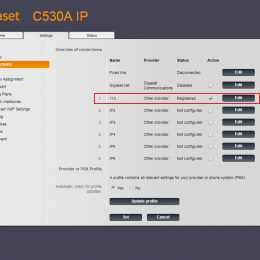 aset C530A IP
Settings Status
Overview of connections
Name Provider Status Active
Fixed line Disconnected Edit
Gigaset.net Gigaset Communications Disabled Edit
1. 113 Other provider Registered Edit
2. IP2 Other provider Not configured Edit
3. IP3 Other provider Not configured Edit
4. IP4 Other provider Not configured Edit
5. IP5 Other provider Not configured Edit
6. IP6 Other provider Not configured Edit
Provider or PBX Profile
A profile contains all relevant settings for your provider or phone system (PBX).
Automatic check for profile updates:
Yes No
Update profile
Set Cancel